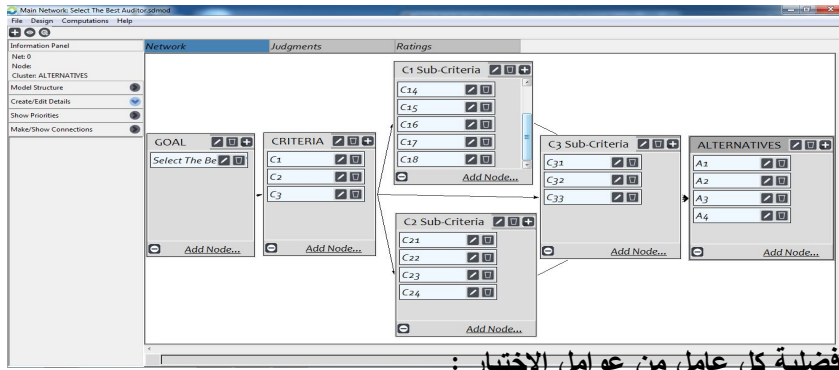 Main Network: Select The Best Auditor.sdmod
File Design Computations Help
Information Panel
Net: 0
Node:
Cluster: ALTERNATIVES
Model Structure
Create/Edit Details
Show Priorities
Make/Show Connections
Network Judgments Ratings
GOAL
Select The Be
Add Node...
CRITERIA
C1
C2
C3
Add Node...
C1 Sub-Criteria
C14
C15
C16
C17
C18
Add Node...
C2 Sub-Criteria
C21
C22
C23
C24
Add Node...
C3 Sub-Criteria
C31
C32
C33
Add Node...
ALTERNATIVES
A1
A2
A3
A4
Add Node...
فضلية كل عامل من عوامل الاختيار :